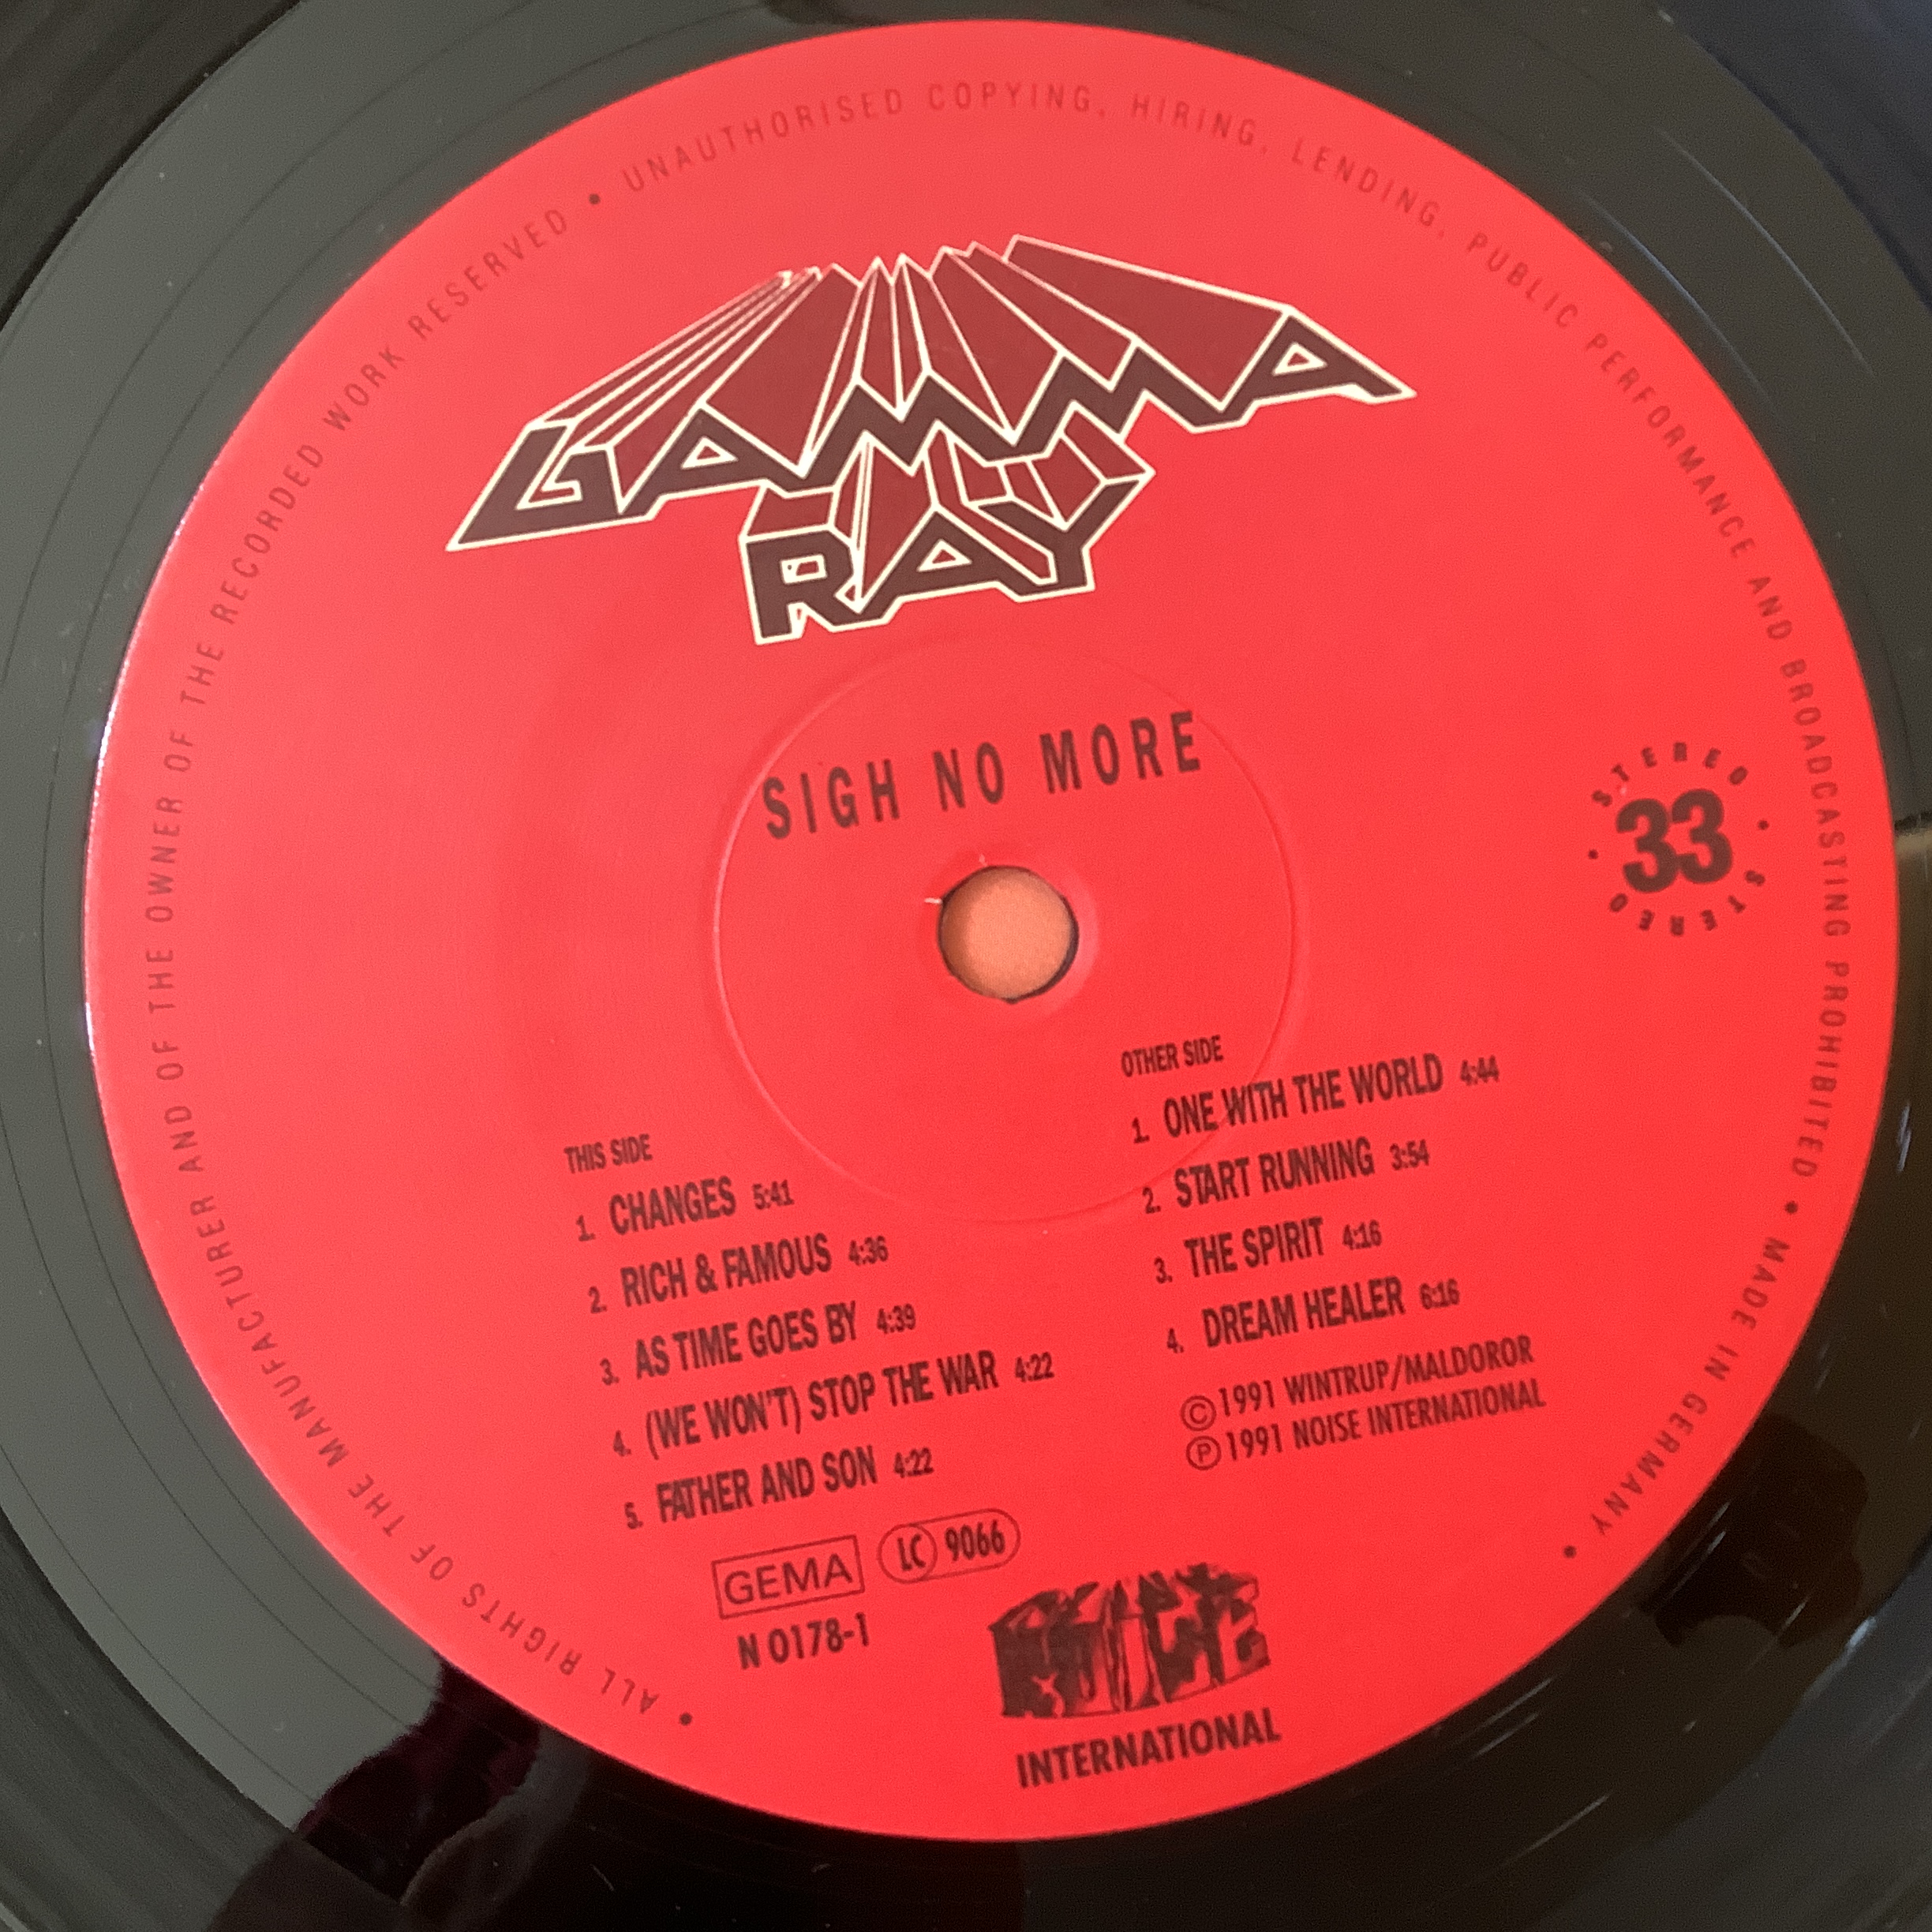 • ALL RIGHTS OF THE MANUFACTURER AND OF THE OWNER OF THE RECORDED WORK RESERVED • UNAUTHORISED COPYING, HIRING, LENDING, PUBLIC PERFORMANCE AND BROADCASTING PROHIBITED • MADE IN GERMANY •
GAMMA
RAY
SIGH NO MORE
STEREO • STEREO •
33
THIS SIDE
1. CHANGES 5:41
2. RICH & FAMOUS 4:36
3. AS TIME GOES BY 4:39
4. (WE WON'T) STOP THE WAR 4:22
5. FATHER AND SON 4:22
OTHER SIDE
1. ONE WITH THE WORLD 4:44
2. START RUNNING 3:54
3. THE SPIRIT 4:16
4. DREAM HEALER 6:16
Ⓒ 1991 WINTRUP/MALDOROR
Ⓟ 1991 NOISE INTERNATIONAL
GEMA LC 9066
N 0178-1
NOISE
INTERNATIONAL